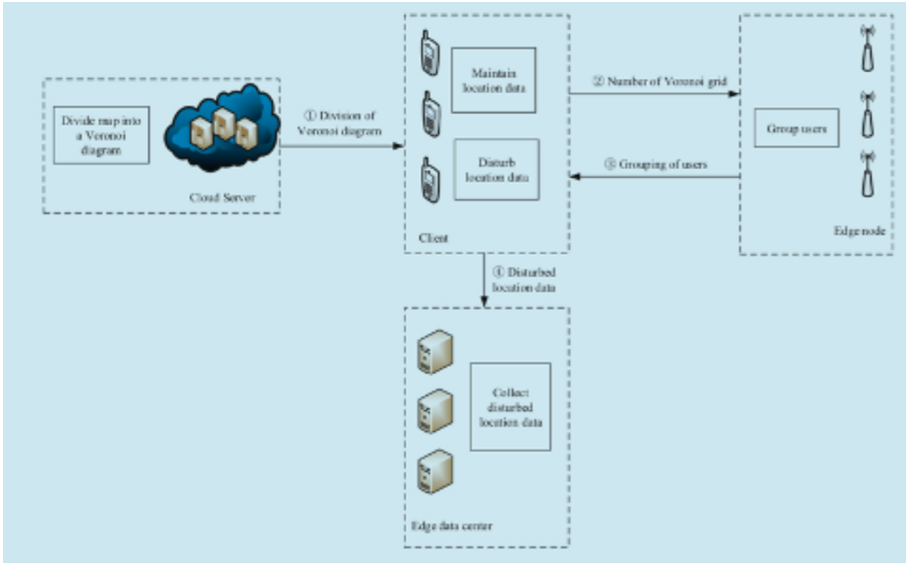 Divide map into
a Voronoi
diagram
Cloud Server
① Division of
Voronoi diagram
Maintain
location data
Disturb
location data
Client
② Number of Voronoi grid
③ Grouping of users
Group users
Edge node
④ Disturbed
location data
Collect
disturbed
location data
Edge data center